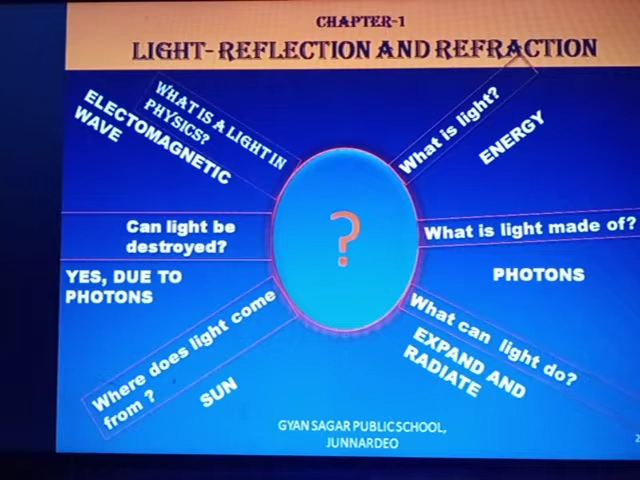 CHAPTER-1
LIGHT- REFLECTION AND REFRACTION
WHAT IS A LIGHT IN
PHYSICS?
ELECTOMAGNETIC
WAVE
What is light?
ENERGY
Can light be
destroyed?
YES, DUE TO
PHOTONS
?
What is light made of?
PHOTONS
Where does light come
from ?
SUN
What can light do?
EXPAND AND
RADIATE
GYAN SAGAR PUBLIC SCHOOL,
JUNNARDEO
2